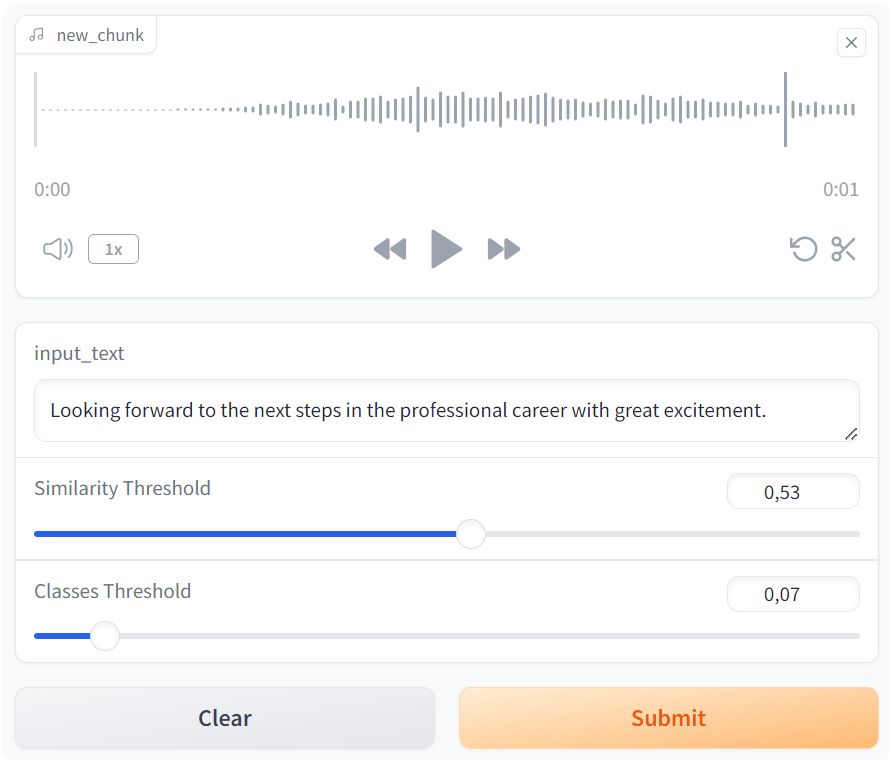 new_chunk
0:00
0:01
1x
input_text
Looking forward to the next steps in the professional career with great excitement.
Similarity Threshold
0,53
Classes Threshold
0,07
Clear
Submit